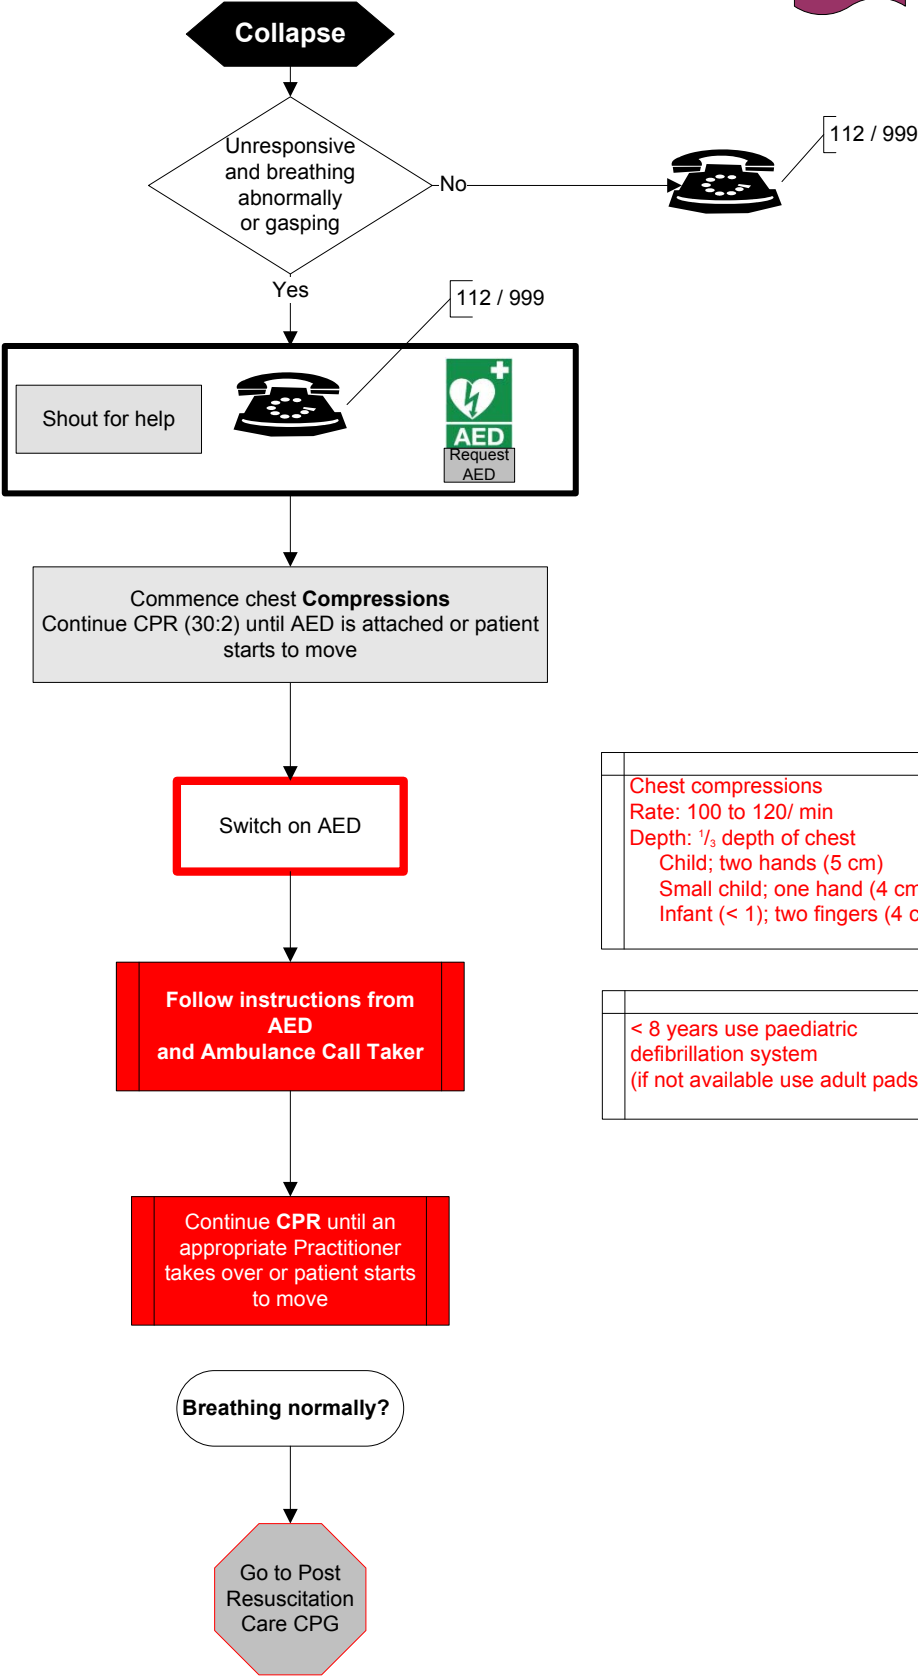 Collapse
Unresponsive
and breathing
abnormally
or gasping
No
112 / 999
Yes
112 / 999
Shout for help
AED
Request
AED
Commence chest Compressions
Continue CPR (30:2) until AED is attached or patient
starts to move
Switch on AED
Chest compressions
Rate: 100 to 120/ min
Depth: 1/3 depth of chest
Child; two hands (5 cm)
Small child; one hand (4 cm
Infant (< 1); two fingers (4 c
Follow instructions from
AED
and Ambulance Call Taker
< 8 years use paediatric
defibrillation system
(if not available use adult pads
Continue CPR until an
appropriate Practitioner
takes over or patient starts
to move
Breathing normally?
Go to Post
Resuscitation
Care CPG